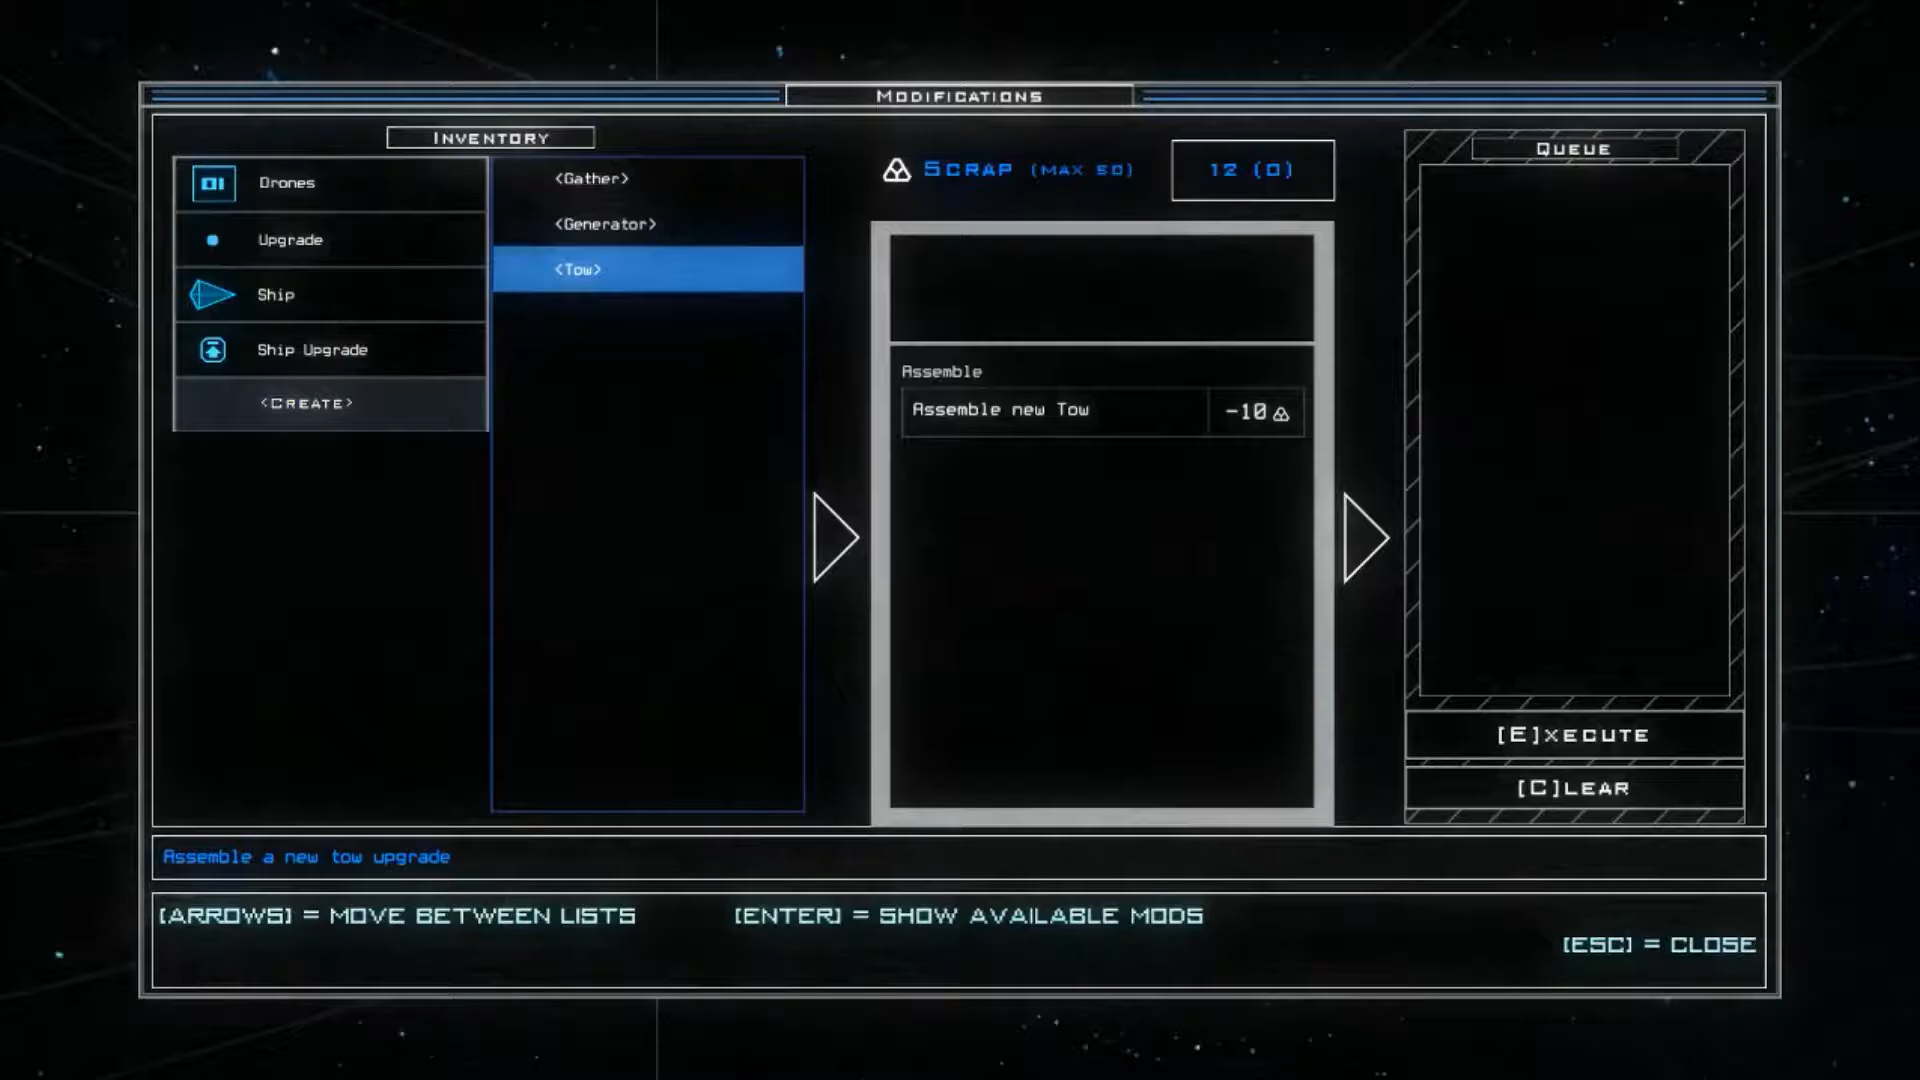 MODIFICATIONS
INVENTORY
Drones
Upgrade
Ship
Ship Upgrade
<CREATE>
<Gather>
<Generator>
<Tow>
SCRAP (MAX 50)
12 (0)
Assemble
Assemble new Tow
-10
QUEUE
[E]XECUTE
[C]LEAR
Assemble a new tow upgrade
[ARROWS] = MOVE BETWEEN LISTS
[ENTER] = SHOW AVAILABLE MODS
[ESC] = CLOSE